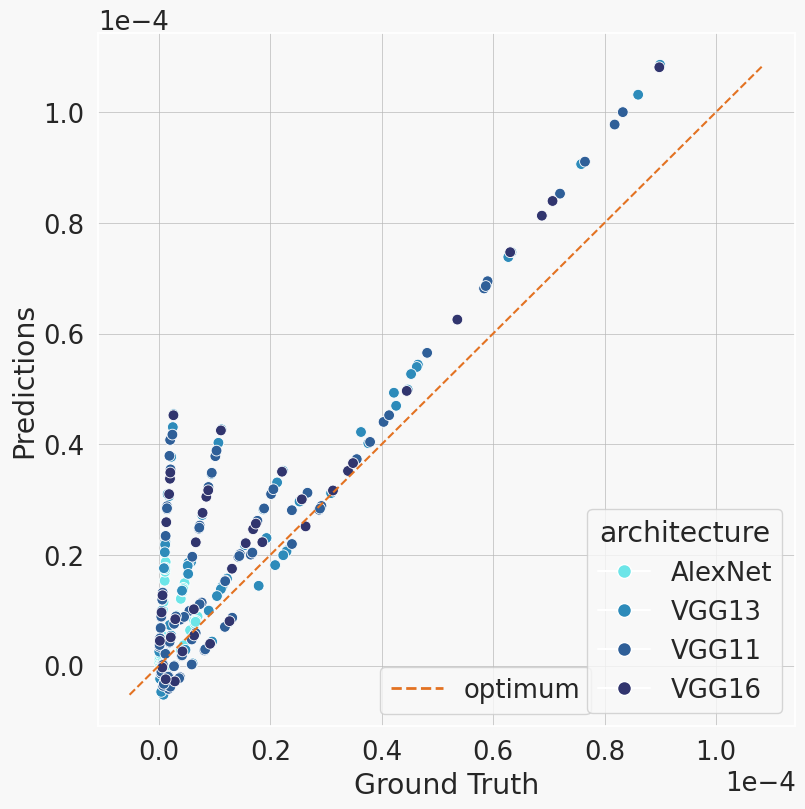 1e−4
1.0
0.8
0.6
0.4
0.2
0.0
Predictions
architecture
AlexNet
VGG13
VGG11
VGG16
optimum
0.0 0.2 0.4 0.6 0.8 1.0
1e−4
Ground Truth